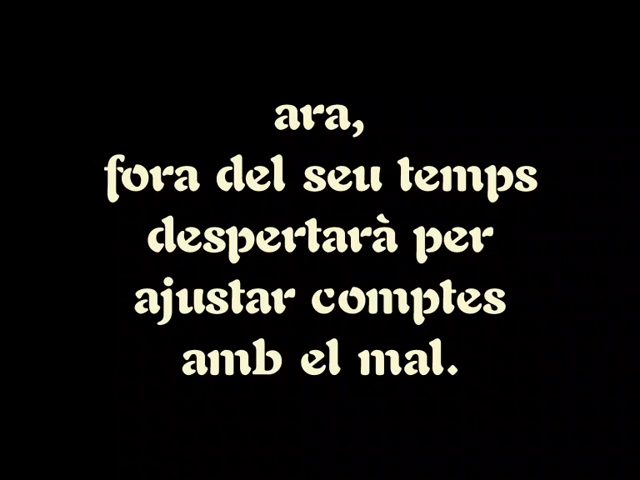 ara,
fora del seu temps
despertarà per
ajustar comptes
amb el mal.